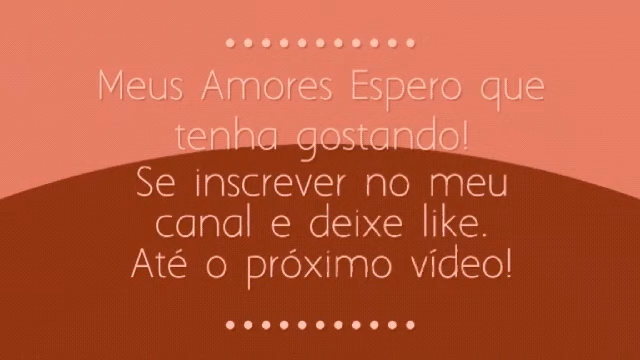 Meus Amores Espero que
tenha gostando!
Se inscrever no meu
canal e deixe like.
Até o próximo vídeo!